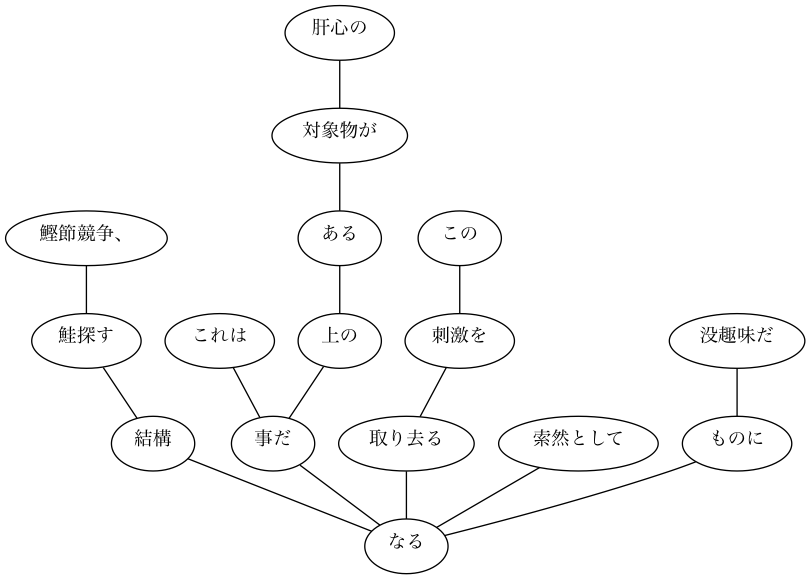 肝心の
対象物が
鰹節競争、
ある
この
鮭探す
これは
上の
刺激を
没趣味だ
結構
事だ
取り去る
索然として
ものに
なる